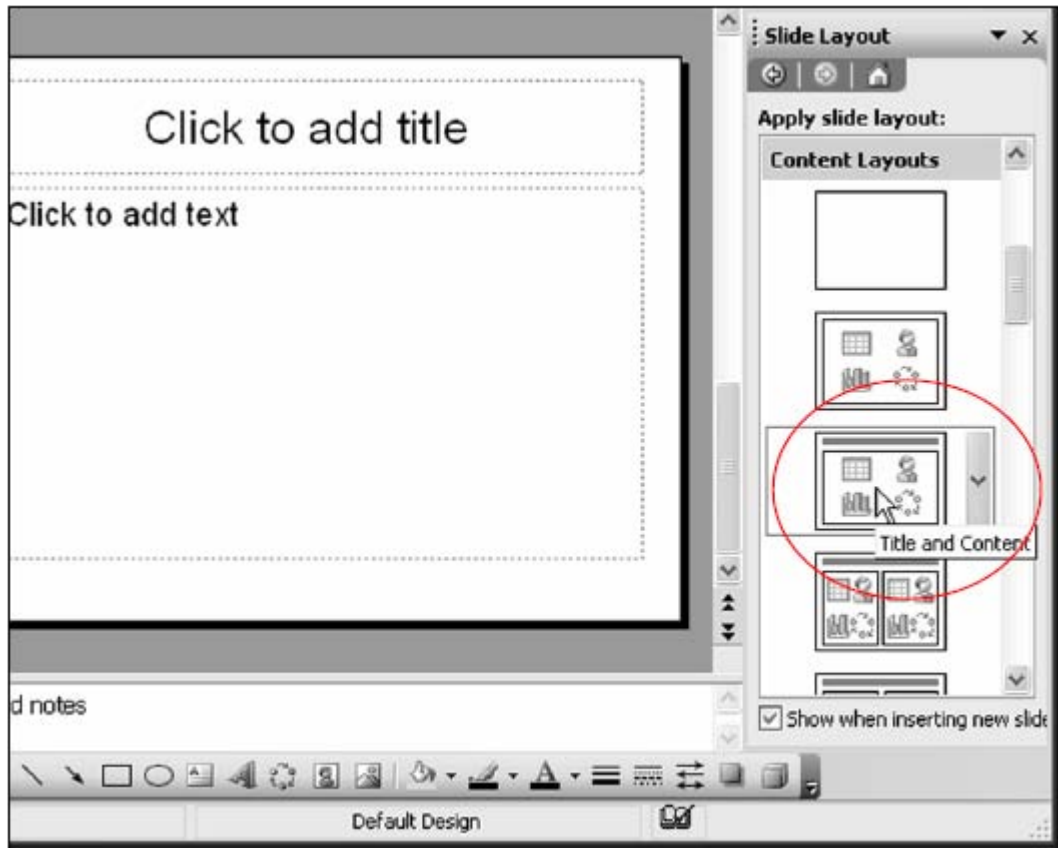 Slide Layout
Apply slide layout:
Content Layouts
Click to add title
Click to add text
Title and Content
Show when inserting new slide
d notes
A
A
Default Design